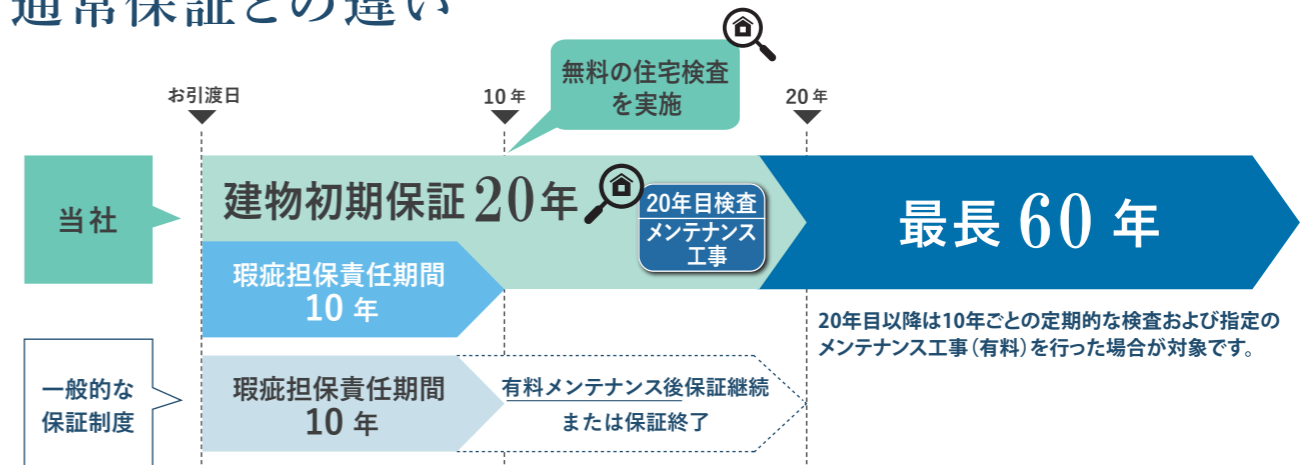 通常保証との違い
お引渡日
10年
無料の住宅検査
を実施
20年
当社
建物初期保証20年
20年目検査
メンテナンス
工事
最長 60 年
瑕疵担保責任期間
10 年
20年目以降は10年ごとの定期的な検査および指定の
メンテナンス工事（有料）を行った場合が対象です。
一般的な
保証制度
瑕疵担保責任期間
10 年
有料メンテナンス後保証継続
または保証終了